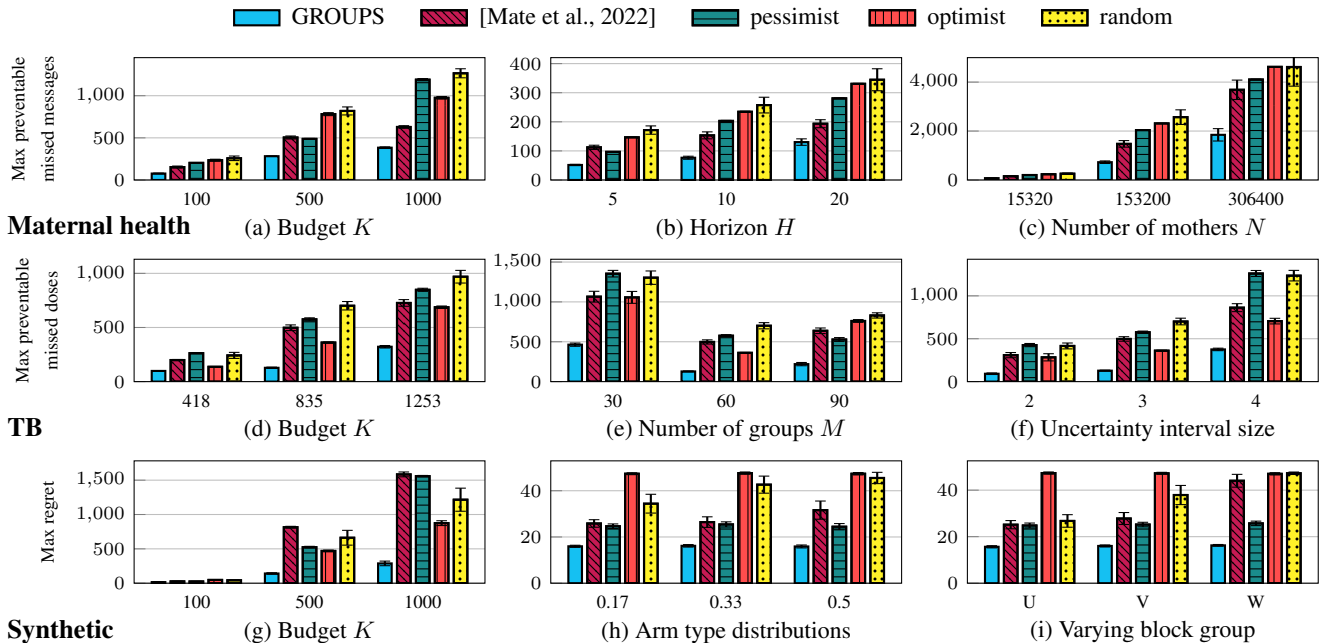 GROUPS [Mate et al., 2022] pessimist optimist random
Max preventable
missed messages
1,000
500
0
100 500 1000
(a) Budget K
400
300
200
100
0
5 10 20
(b) Horizon H
4,000
2,000
0
15320 153200 306400
(c) Number of mothers N
Maternal health
Max preventable
missed doses
1,000
500
0
418 835 1253
(d) Budget K
1,500
1,000
500
0
30 60 90
(e) Number of groups M
1,000
500
0
2 3 4
(f) Uncertainty interval size
TB
Max regret
1,500
1,000
500
0
100 500 1000
(g) Budget K
40
20
0
0.17 0.33 0.5
(h) Arm type distributions
40
20
0
U V W
(i) Varying block group
Synthetic